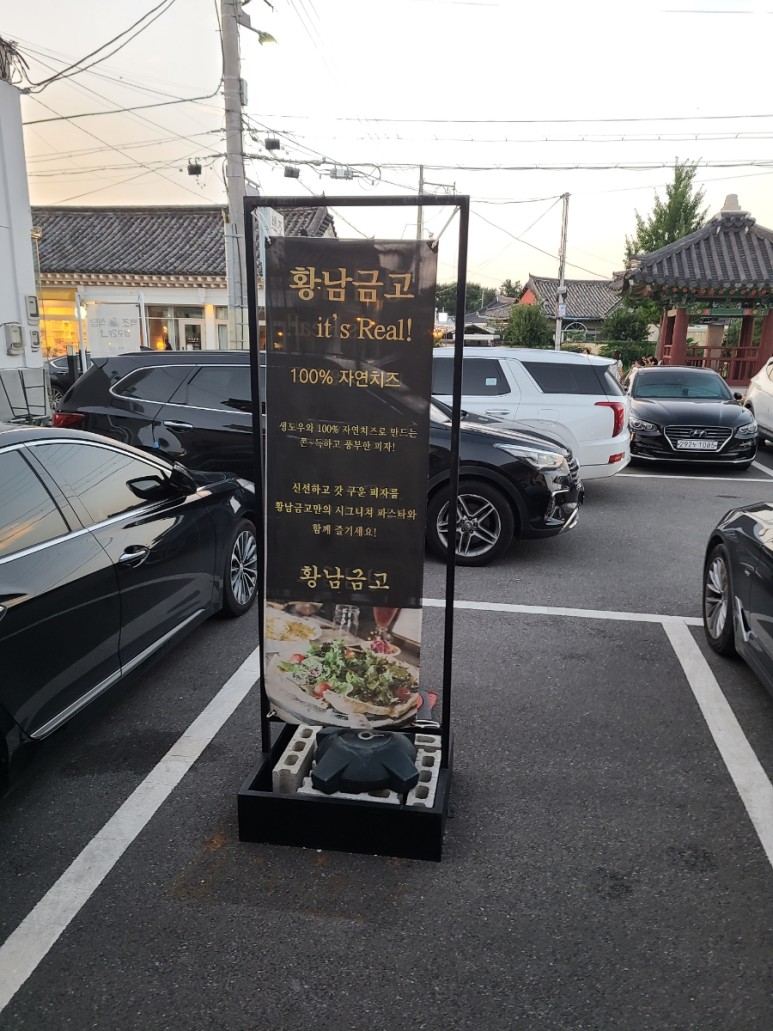 황남금고
it's Real!
100% 자연치즈
생도우와 100% 자연치즈로 만드는
쫀~득하고 풍부한 피자!
신선하고 갓 구운 피자를
황남금고만의 시그니쳐 파스타와
함께 즐기세요!
황남금고